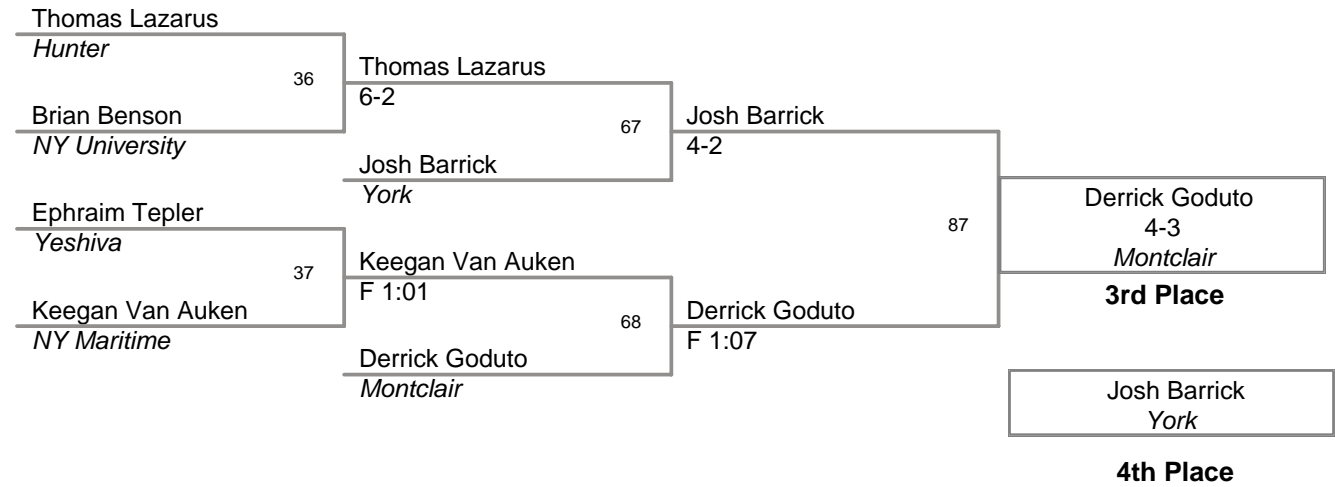 Thomas Lazarus
Hunter
36
Brian Benson
NY University
Ephraim Tepler
Yeshiva
37
Keegan Van Auken
NY Maritime
Thomas Lazarus
6-2
67
Josh Barrick
York
Keegan Van Auken
F 1:01
68
Derrick Goduto
Montclair
Josh Barrick
4-2
87
Derrick Goduto
F 1:07
Derrick Goduto
4-3
Montclair
3rd Place
Josh Barrick
York
4th Place